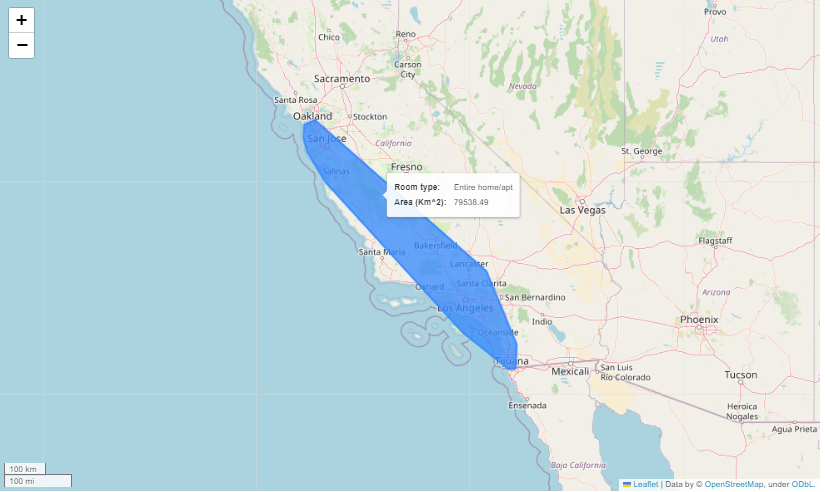 +
−
Provo
Chico
Reno
Utah
Carson
City
Sacramento
Nevada
Santa Rosa
Oakland
Stockton
San Jose
California
St. George
Fresno
Salinas
Room type: Entire home/apt
Area (Km^2): 79538.49
Las Vegas
Santa Maria
Bakersfield
Flagstaff
Lancaster
Oxnard
Santa Clarita
San Bernardino
Arizona
Los Angeles
Indio
Phoenix
Oceanside
Tijuana
Mexicali
San Luis
Río Colorado
Tucson
Ensenada
Heroica
Nogales
Agua Prieta
Baja California
100 km
100 mi
Leaflet | Data by © OpenStreetMap, under ODbL.